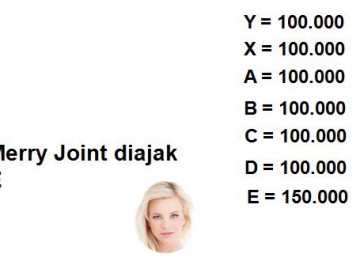 Y = 100.000
X = 100.000
A = 100.000
B = 100.000
C = 100.000
D = 100.000
E = 150.000
Merry Joint diajak